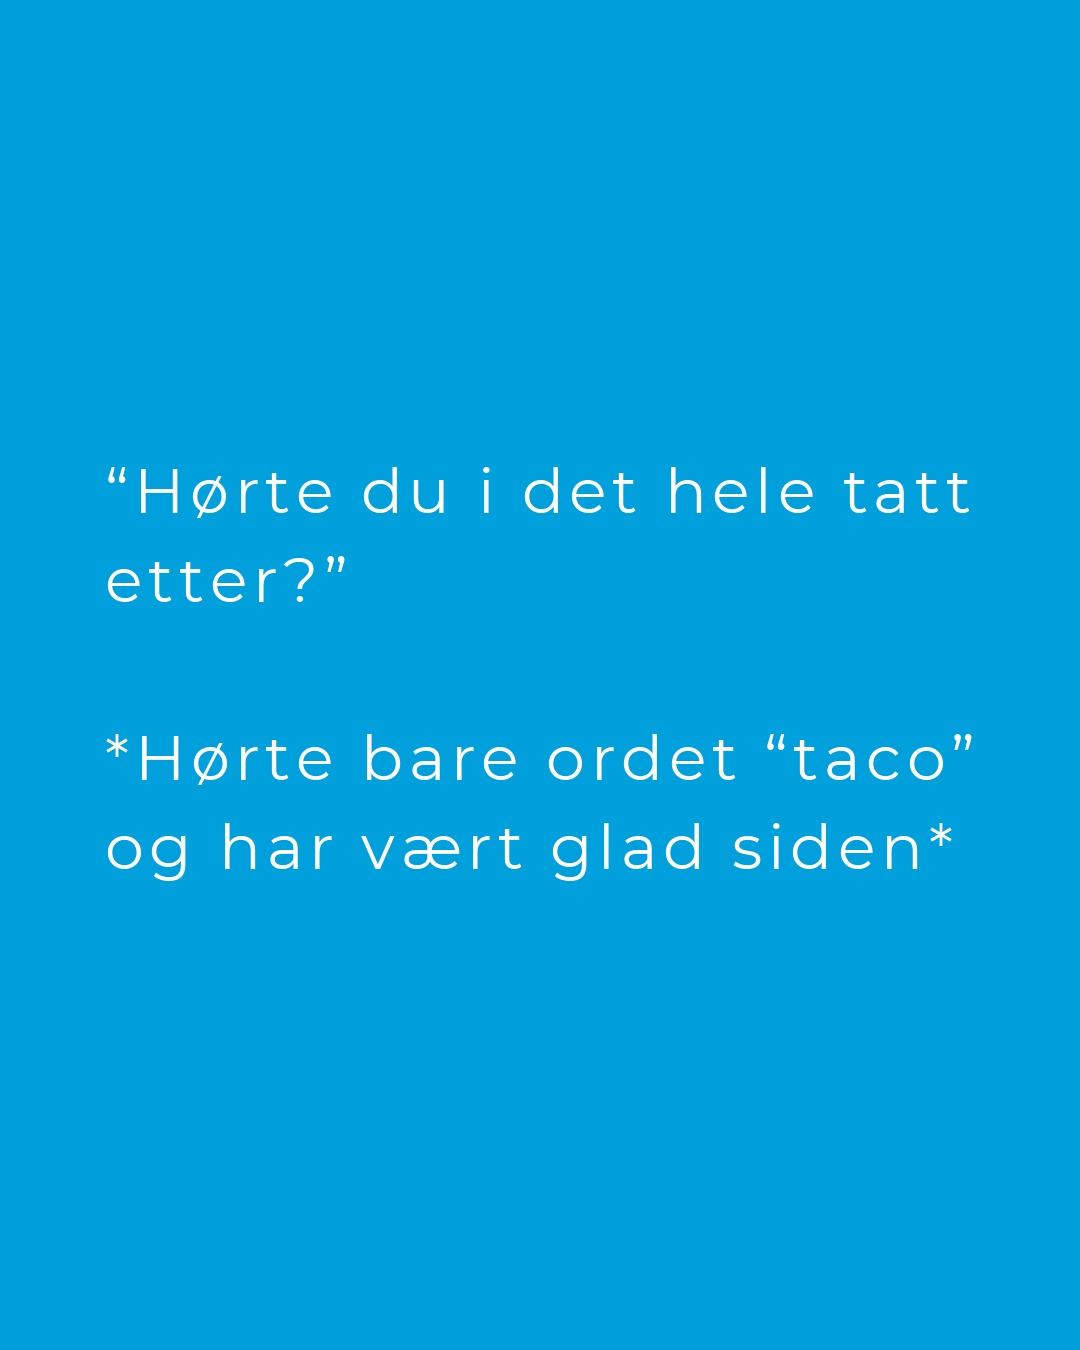 “Hørte du i det hele tatt
etter?”
*Hørte bare ordet “taco”
og har vært glad siden*